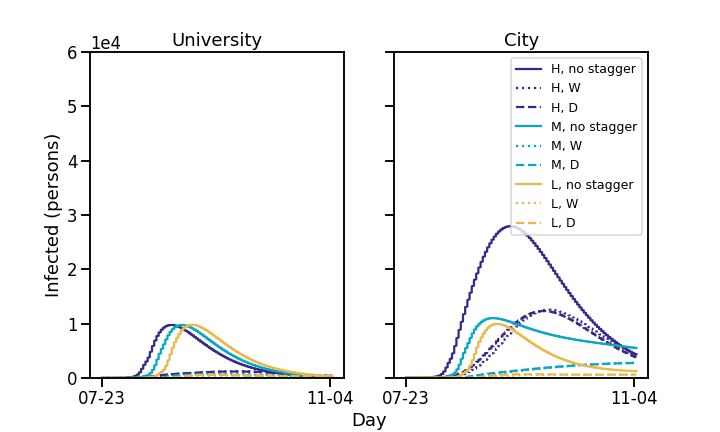 University
City
1e4
6
5
4
3
2
1
0
Infected (persons)
07-23
11-04
07-23
11-04
Day
H, no stagger
H, W
H, D
M, no stagger
M, W
M, D
L, no stagger
L, W
L, D